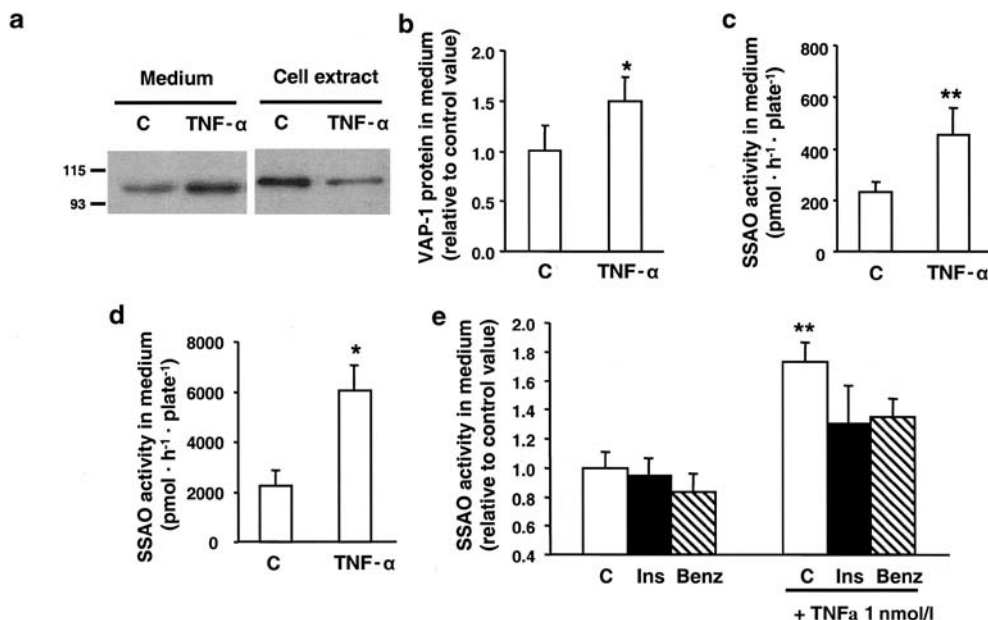 a
Medium
Cell extract
C
TNF-α
C
TNF-α
115
93
b
VAP-1 protein in medium
(relative to control value)
2.0
1.5
1.0
0.5
0.0
*
C
TNF-α
c
SSAO activity in medium
(pmol · h⁻¹ · plate⁻¹)
800
600
400
200
0
**
C
TNF-α
d
SSAO activity in medium
(pmol · h⁻¹ · plate⁻¹)
8000
6000
4000
2000
0
*
C
TNF-α
e
SSAO activity in medium
(relative to control value)
2.0
1.8
1.6
1.4
1.2
1.0
0.8
0.6
0.4
**
C Ins Benz
C Ins Benz
+ TNFa 1 nmol/l